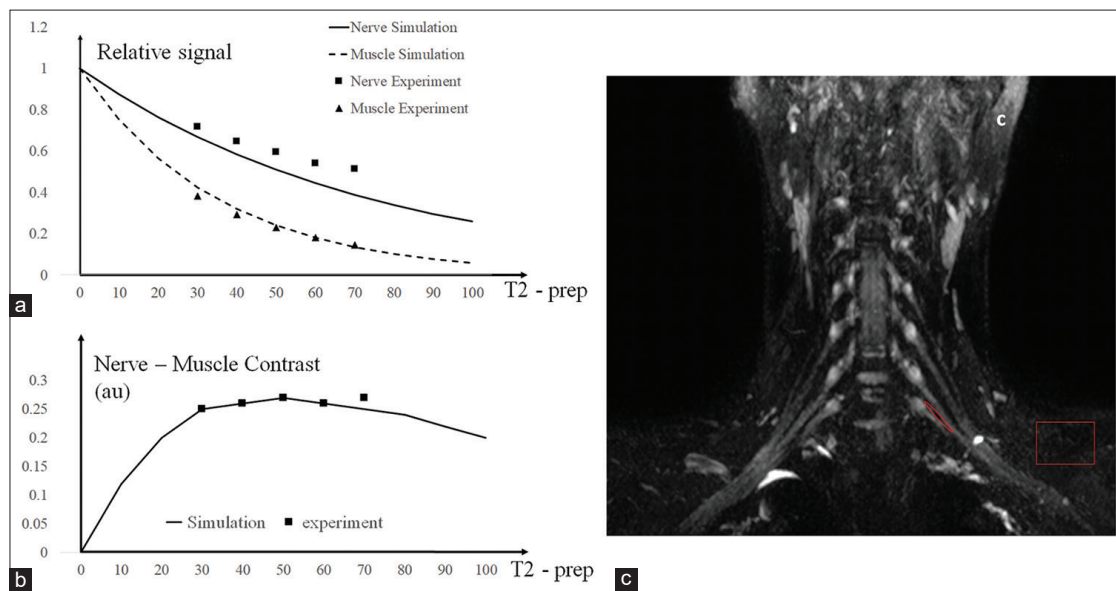 1.2
Relative signal
1
0.8
0.6
0.4
0.2
0
Nerve Simulation
Muscle Simulation
Nerve Experiment
Muscle Experiment
0 10 20 30 40 50 60 70 80 90 100
T2 - prep
a
Nerve – Muscle Contrast
(au)
0.3
0.25
0.2
0.15
0.1
0.05
0
Simulation experiment
0 10 20 30 40 50 60 70 80 90 100 T2 - prep
b
c
c